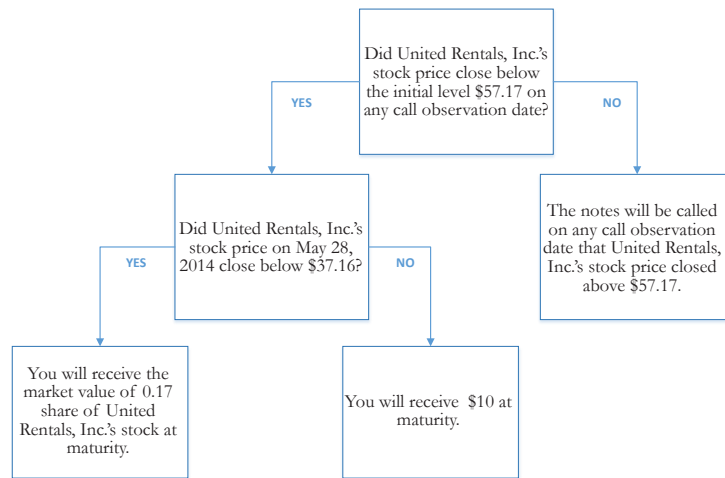 Did United Rentals, Inc.'s
stock price close below
the initial level $57.17 on
any call observation date?
YES
NO
Did United Rentals, Inc.'s
stock price on May 28,
2014 close below $37.16?
The notes will be called
on any call observation
date that United Rentals,
Inc.'s stock price closed
above $57.17.
YES
NO
You will receive the
market value of 0.17
share of United
Rentals, Inc.'s stock at
maturity.
You will receive $10 at
maturity.